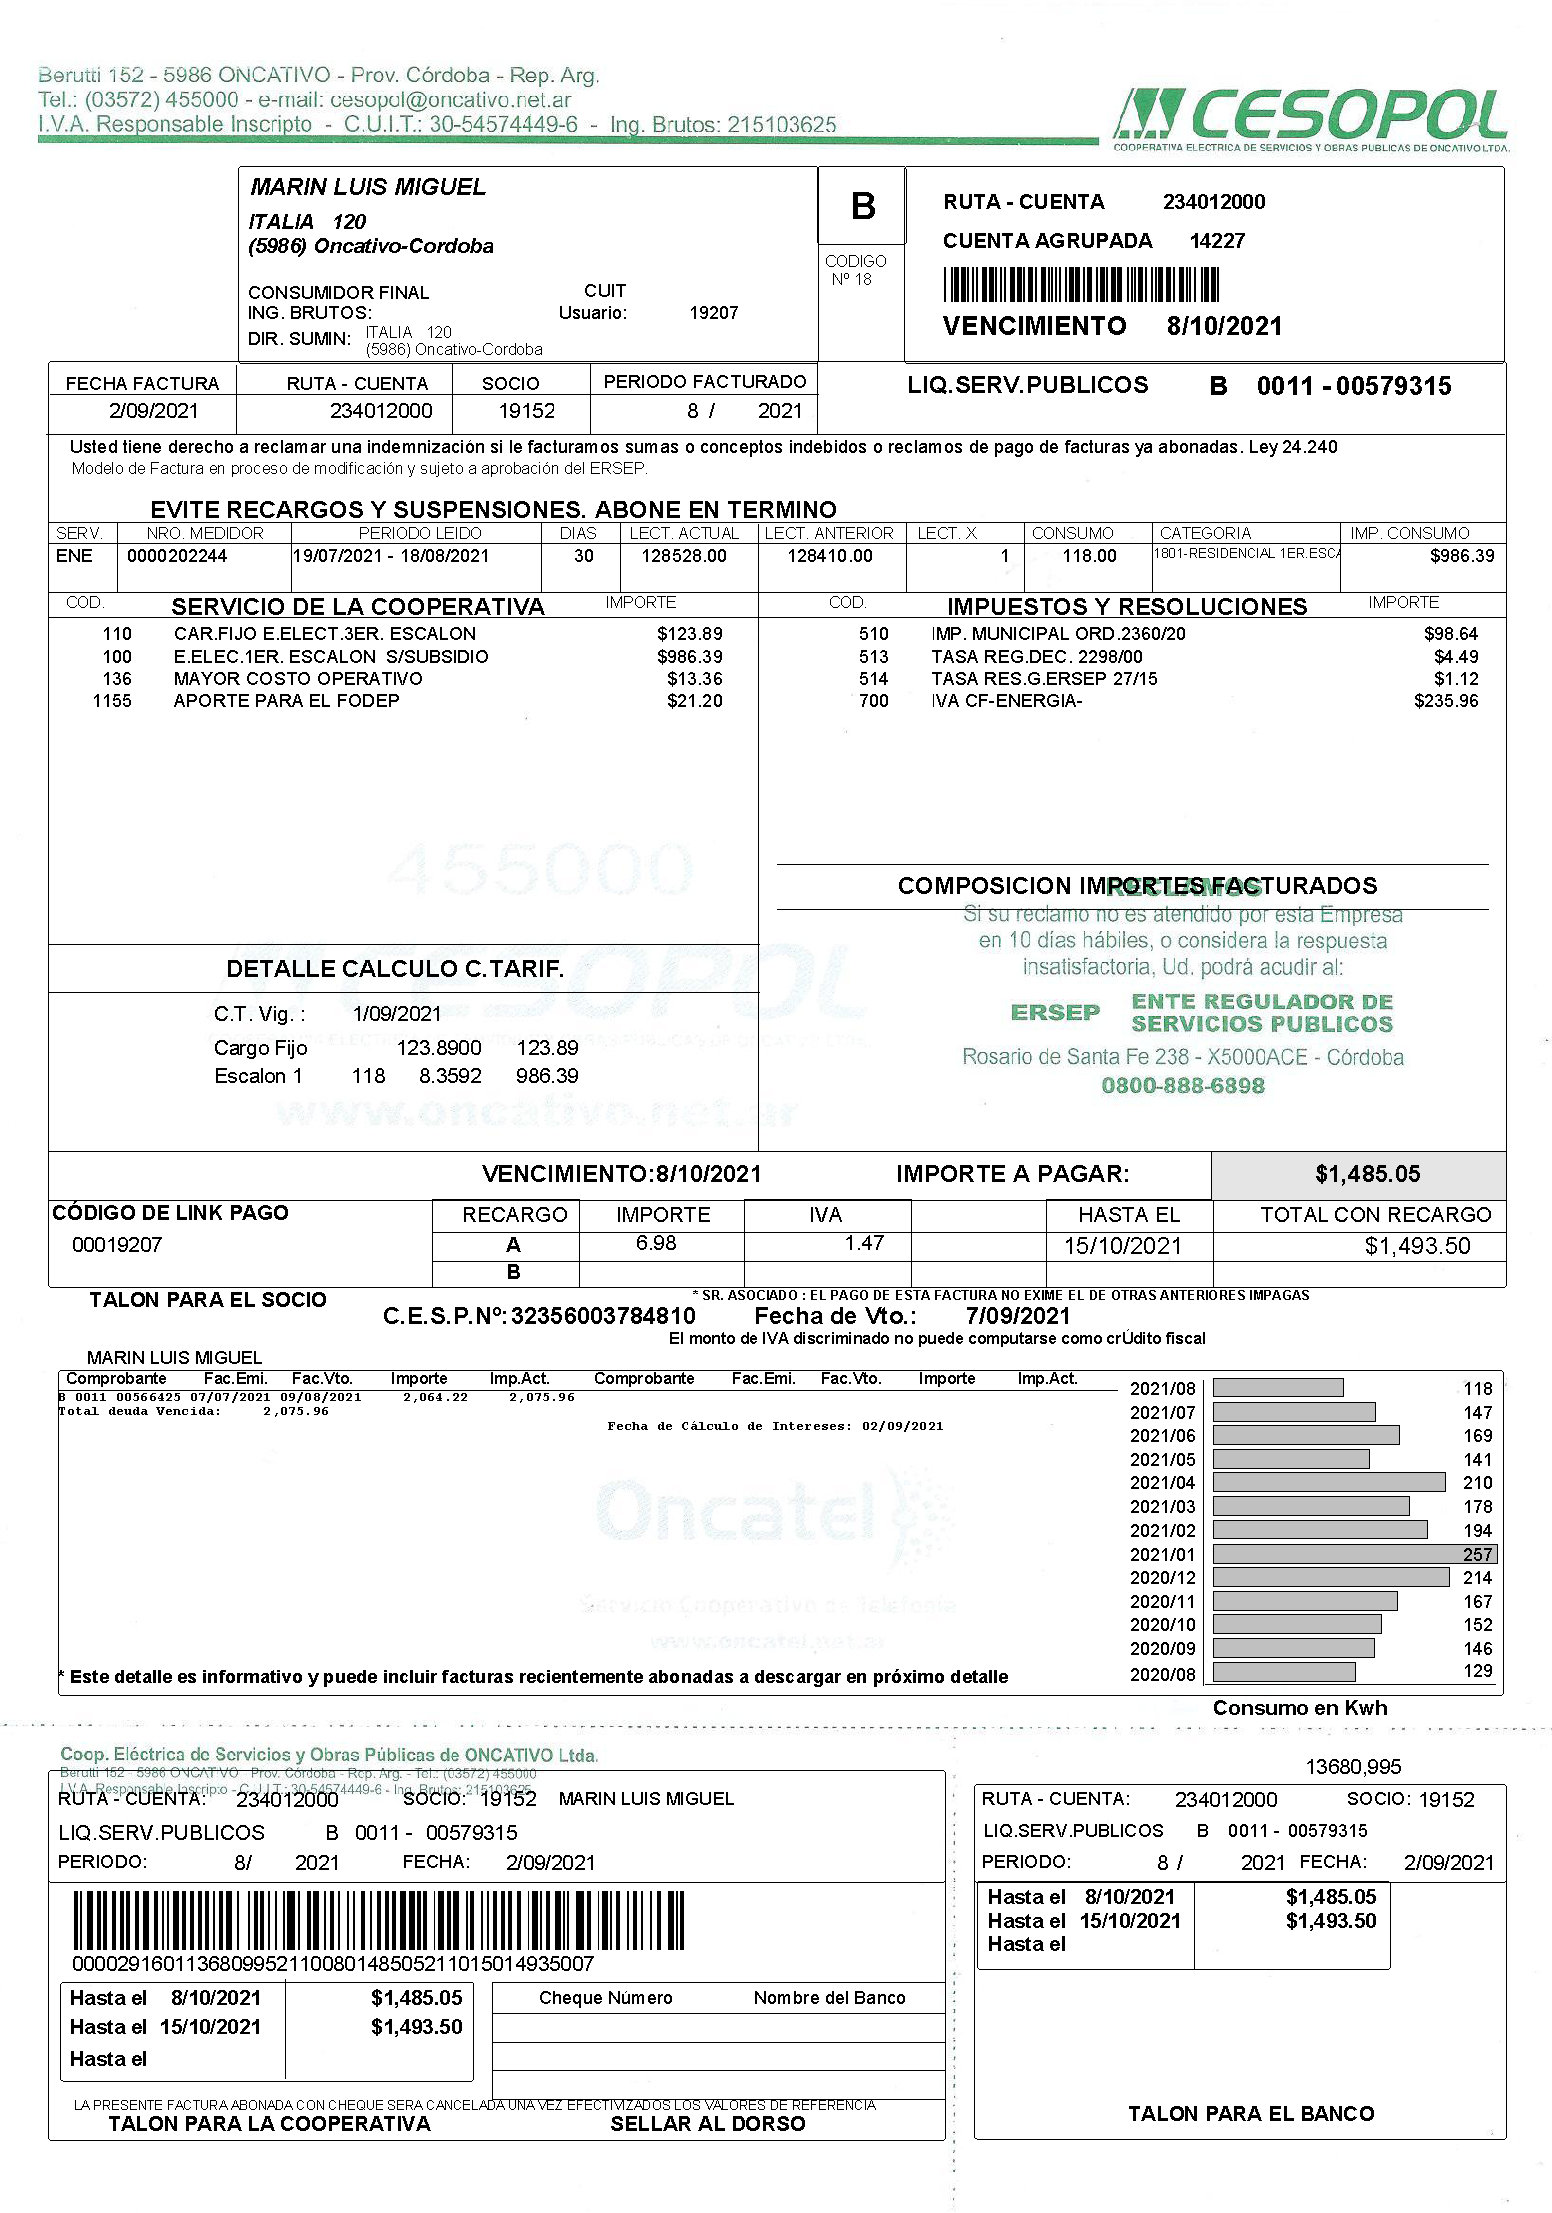 Berutti 152 - 5986 ONCATIVO - Prov. Córdoba - Rep. Arg.
Tel.: (03572) 455000 - e-mail: cesopol@oncativo.net.ar
I.V.A. Responsable Inscripto - C.U.I.T.: 30-54574449-6 - Ing. Brutos: 215103625
CESOPOL
COOPERATIVA ELECTRICA DE SERVICIOS Y OBRAS PUBLICAS DE ONCATIVO LTDA.
MARIN LUIS MIGUEL
ITALIA 120
(5986) Oncativo-Cordoba
CONSUMIDOR FINAL CUIT
ING. BRUTOS: Usuario: 19207
DIR. SUMIN: ITALIA 120
(5986) Oncativo-Cordoba
B
CODIGO
Nº 18
RUTA - CUENTA 234012000
CUENTA AGRUPADA 14227
VENCIMIENTO 8/10/2021
FECHA FACTURA RUTA - CUENTA SOCIO PERIODO FACTURADO
2/09/2021 234012000 19152 8 / 2021
LIQ.SERV.PUBLICOS B 0011 - 00579315
Usted tiene derecho a reclamar una indemnización si le facturamos sumas o conceptos indebidos o reclamos de pago de facturas ya abonadas. Ley 24.240
Modelo de Factura en proceso de modificación y sujeto a aprobación del ERSEP.
EVITE RECARGOS Y SUSPENSIONES. ABONE EN TERMINO
SERV. NRO. MEDIDOR PERIODO LEIDO DIAS LECT. ACTUAL LECT. ANTERIOR LECT. X CONSUMO CATEGORIA IMP. CONSUMO
ENE 0000202244 19/07/2021 - 18/08/2021 30 128528.00 128410.00 1 118.00 1801-RESIDENCIAL 1ER.ESCA $986.39
COD. SERVICIO DE LA COOPERATIVA IMPORTE
110 CAR.FIJO E.ELECT.3ER. ESCALON $123.89
100 E.ELEC.1ER. ESCALON S/SUBSIDIO $986.39
136 MAYOR COSTO OPERATIVO $13.36
1155 APORTE PARA EL FODEP $21.20
COD. IMPUESTOS Y RESOLUCIONES IMPORTE
510 IMP. MUNICIPAL ORD.2360/20 $98.64
513 TASA REG.DEC. 2298/00 $4.49
514 TASA RES.G.ERSEP 27/15 $1.12
700 IVA CF-ENERGIA- $235.96
455000
CESOPOL
www.oncativo.net.ar
DETALLE CALCULO C.TARIF.
C.T. Vig. : 1/09/2021
Cargo Fijo 123.8900 123.89
Escalon 1 118 8.3592 986.39
COMPOSICION IMPORTES FACTURADOS
RECLAMOS
Si su reclamo no es atendido por esta Empresa
en 10 días hábiles, o considera la respuesta
insatisfactoria, Ud. podrá acudir al:
ERSEP ENTE REGULADOR DE
SERVICIOS PUBLICOS
Rosario de Santa Fe 238 - X5000ACE - Córdoba
0800-888-6898
VENCIMIENTO:8/10/2021 IMPORTE A PAGAR: $1,485.05
CÓDIGO DE LINK PAGO
00019207
RECARGO IMPORTE IVA HASTA EL TOTAL CON RECARGO
A 6.98 1.47 15/10/2021 $1,493.50
B
TALON PARA EL SOCIO
* SR. ASOCIADO : EL PAGO DE ESTA FACTURA NO EXIME EL DE OTRAS ANTERIORES IMPAGAS
C.E.S.P.Nº: 32356003784810 Fecha de Vto.: 7/09/2021
El monto de IVA discriminado no puede computarse como crÚdito fiscal
MARIN LUIS MIGUEL
Comprobante Fac.Emi. Fac.Vto. Importe Imp.Act. Comprobante Fac.Emi. Fac.Vto. Importe Imp.Act.
B 0011 00566425 07/07/2021 09/08/2021 2,064.22 2,075.96
Total deuda Vencida: 2,075.96
Fecha de Cálculo de Intereses: 02/09/2021
Oncatel
Servicio Cooperativo de Telefonía
www.oncatel.net.ar
* Este detalle es informativo y puede incluir facturas recientemente abonadas a descargar en próximo detalle
2021/08 118
2021/07 147
2021/06 169
2021/05 141
2021/04 210
2021/03 178
2021/02 194
2021/01 257
2020/12 214
2020/11 167
2020/10 152
2020/09 146
2020/08 129
Consumo en Kwh
Coop. Eléctrica de Servicios y Obras Públicas de ONCATIVO Ltda.
Berutti 152 - 5986 ONCATIVO - Prov. Córdoba - Rep. Arg. - Tel.: (03572) 455000
I.V.A. Responsable Inscripto - C.U.I.T.: 30-54574449-6 - Ing. Brutos: 215103625
RUTA - CUENTA: 234012000 SOCIO: 19152 MARIN LUIS MIGUEL
LIQ.SERV.PUBLICOS B 0011 - 00579315
PERIODO: 8/ 2021 FECHA: 2/09/2021
0000291601136809952110080148505211015014935007
Hasta el 8/10/2021 $1,485.05
Hasta el 15/10/2021 $1,493.50
Hasta el
Cheque Número Nombre del Banco
LA PRESENTE FACTURA ABONADA CON CHEQUE SERA CANCELADA UNA VEZ EFECTIVIZADOS LOS VALORES DE REFERENCIA
TALON PARA LA COOPERATIVA SELLAR AL DORSO
13680,995
RUTA - CUENTA: 234012000 SOCIO: 19152
LIQ.SERV.PUBLICOS B 0011 - 00579315
PERIODO: 8 / 2021 FECHA: 2/09/2021
Hasta el 8/10/2021 $1,485.05
Hasta el 15/10/2021 $1,493.50
Hasta el
TALON PARA EL BANCO